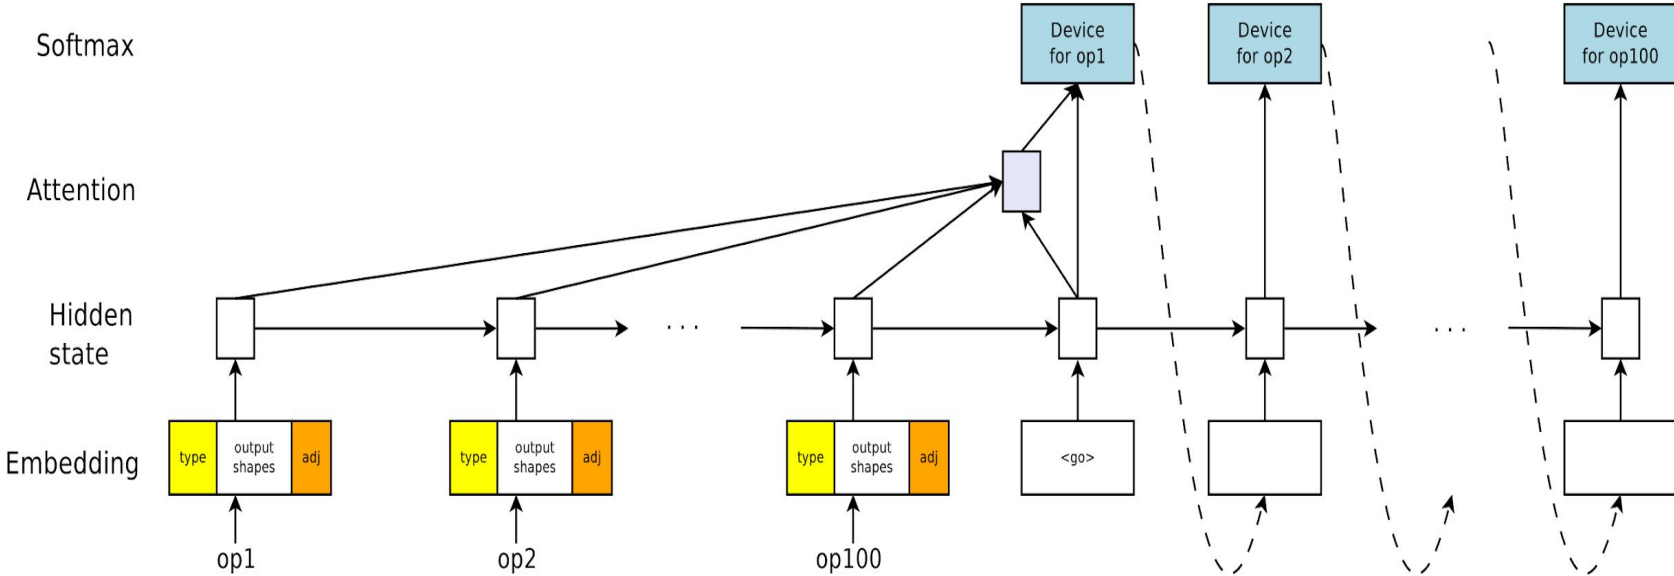 Softmax
Device
for op1
Device
for op2
Device
for op100
Attention
Hidden
state
. . .
. . .
Embedding
type
output
shapes
adj
type
output
shapes
adj
type
output
shapes
adj
<go>
op1
op2
op100